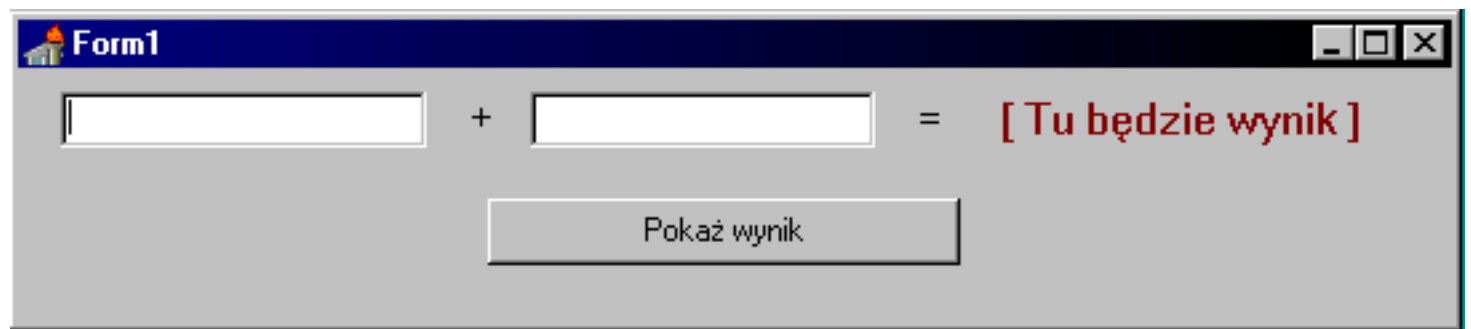 Form1
+ = [ Tu będzie wynik ]
Pokaż wynik